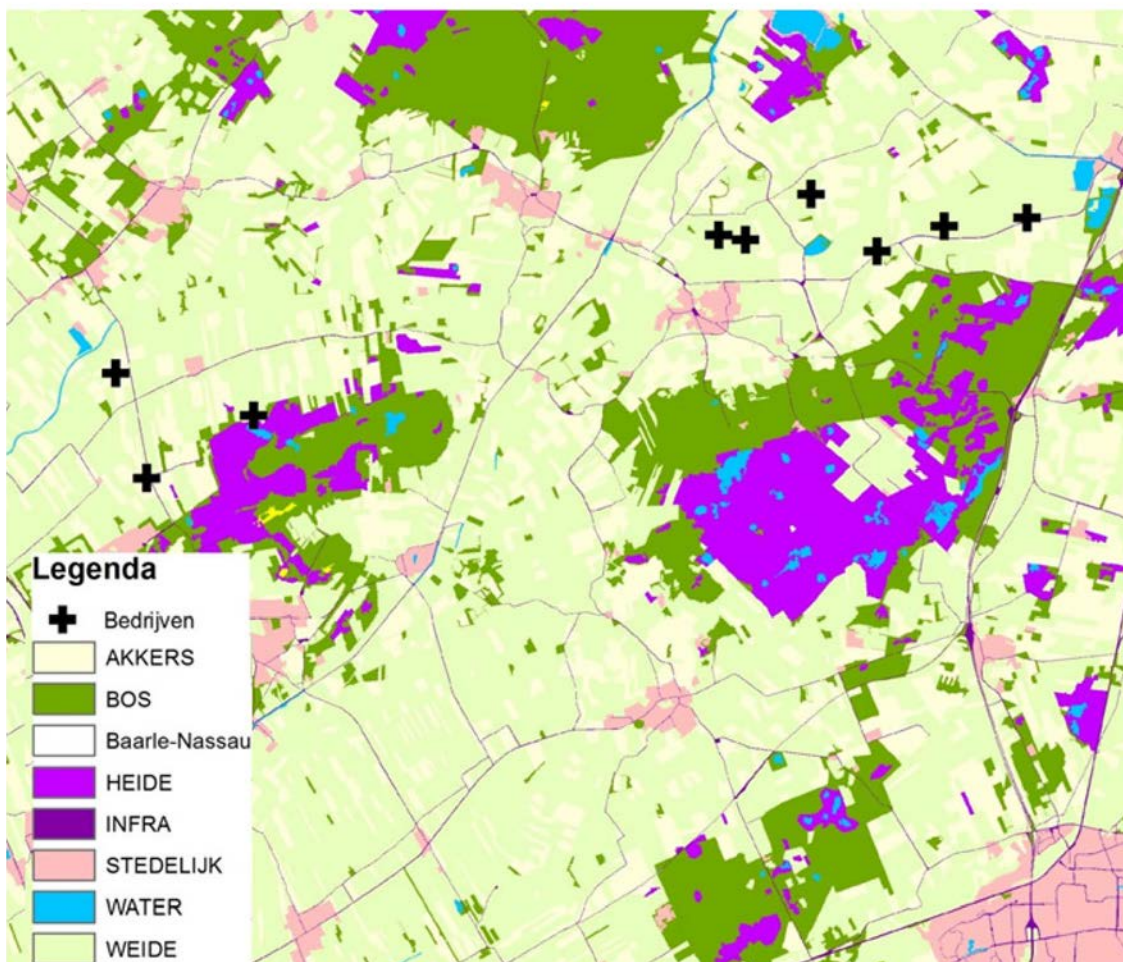 Legenda
Bedrijven
AKKERS
BOS
Baarle-Nassau
HEIDE
INFRA
STEDELIJK
WATER
WEIDE